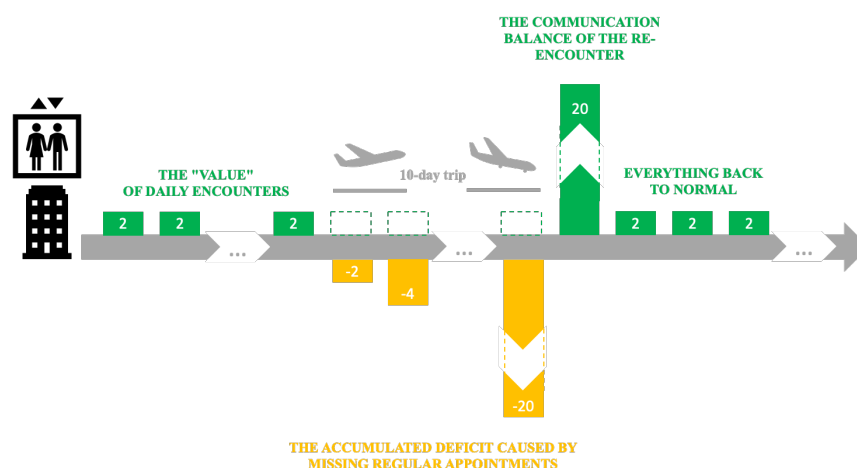 THE COMMUNICATION
BALANCE OF THE RE-
ENCOUNTER
20
THE "VALUE"
OF DAILY ENCOUNTERS
10-day trip
EVERYTHING BACK
TO NORMAL
2
2
2
2
2
2
...
...
...
-2
-4
-20
THE ACCUMULATED DEFICIT CAUSED BY
MISSING REGULAR APPOINTMENTS